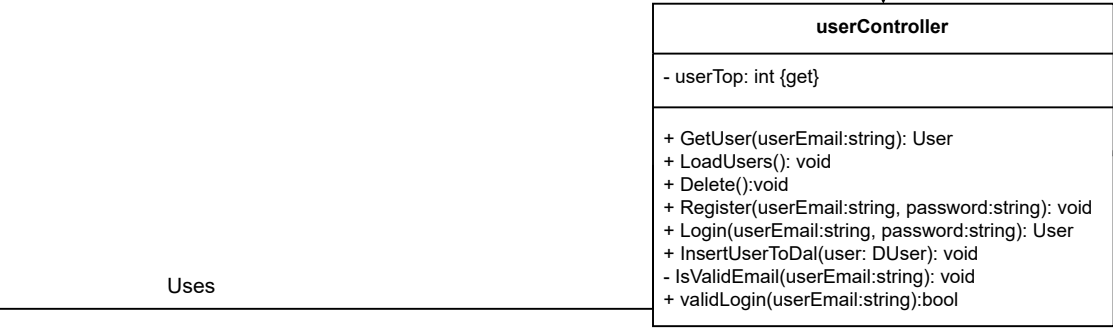 userController
- userTop: int {get}
+ GetUser(userEmail:string): User
+ LoadUsers(): void
+ Delete():void
+ Register(userEmail:string, password:string): void
+ Login(userEmail:string, password:string): User
+ InsertUserToDal(user: DUser): void
- IsValidEmail(userEmail:string): void
+ validLogin(userEmail:string):bool
Uses